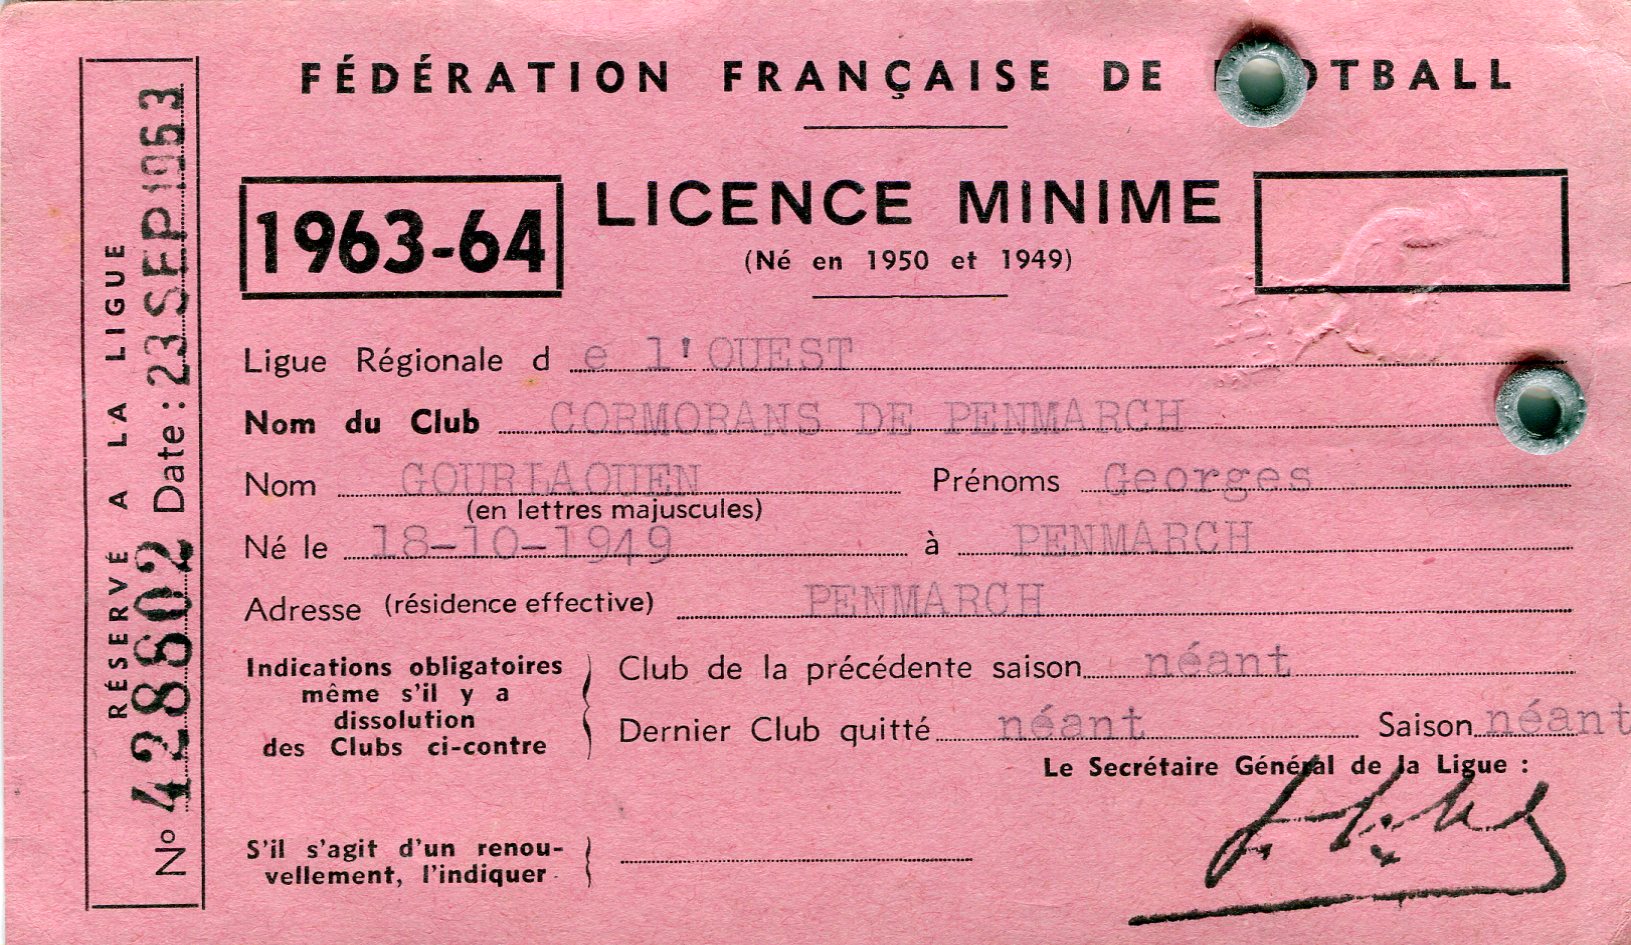 FÉDÉRATION FRANÇAISE DE FOOTBALL
1963-64
LICENCE MINIME
(Né en 1950 et 1949)
Ligue Régionale d e l'OUEST
Nom du Club CORMORANS DE PENMARCH
Nom GOURLAOUEN Prénoms Georges
(en lettres majuscules)
Né le 18-10-1949 à PENMARCH
Adresse (résidence effective) PENMARCH
Indications obligatoires
même s'il y a
dissolution
des Clubs ci-contre
Club de la précédente saison néant
Dernier Club quitté néant Saison néant
Le Secrétaire Général de la Ligue :
S'il s'agit d'un renou-
vellement, l'indiquer
RÉSERVÉ A LA LIGUE
N° 428602 Date : 23 SEP 1963